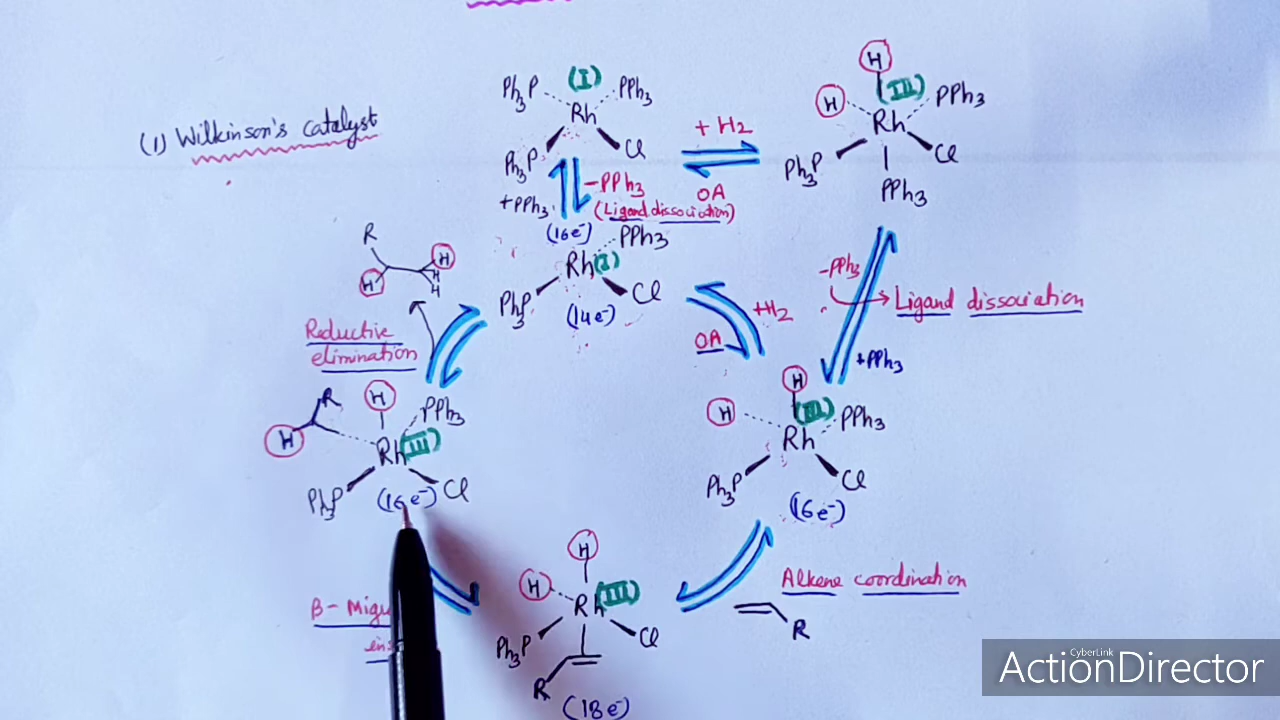 (1) Wilkinson's catalyst
Ph3P (I) PPh3
Rh
Ph3P Cl
+ H2
OA
H
H (III) PPh3
Rh
Ph3P Cl
PPh3
+PPh3
-PPh3
(Ligand dissociation)
(16e-)
PPh3
Rh (I)
Ph3P Cl
(14e-)
+H2
OA
-PPh3
Ligand dissociation
+PPh3
R
H
H
H
H
Reductive
elimination
H
R
H
PPh3
Rh (III)
Ph3P Cl
(16e-)
H
H
(III) PPh3
Rh
Ph3P Cl
(16e-)
Alkene coordination
R
H
H (III)
Rh
Ph3P Cl
R
(18e-)
β-
CyberLink
ActionDirector